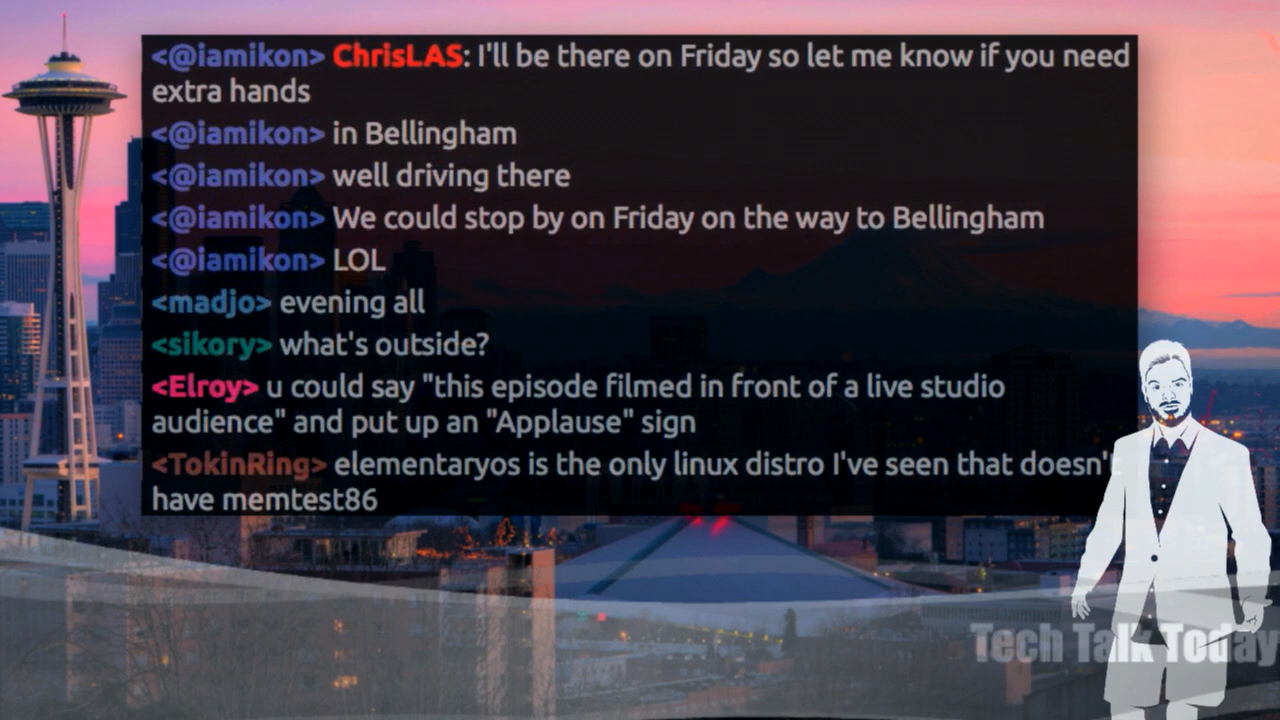 <@iamikon> ChrisLAS: I'll be there on Friday so let me know if you need
extra hands
<@iamikon> in Bellingham
<@iamikon> well driving there
<@iamikon> We could stop by on Friday on the way to Bellingham
<@iamikon> LOL
<madjo> evening all
<sikory> what's outside?
<Elroy> u could say "this episode filmed in front of a live studio
audience" and put up an "Applause" sign
<TokinRing> elementaryos is the only linux distro I've seen that doesn't
have memtest86
Tech Talk Today